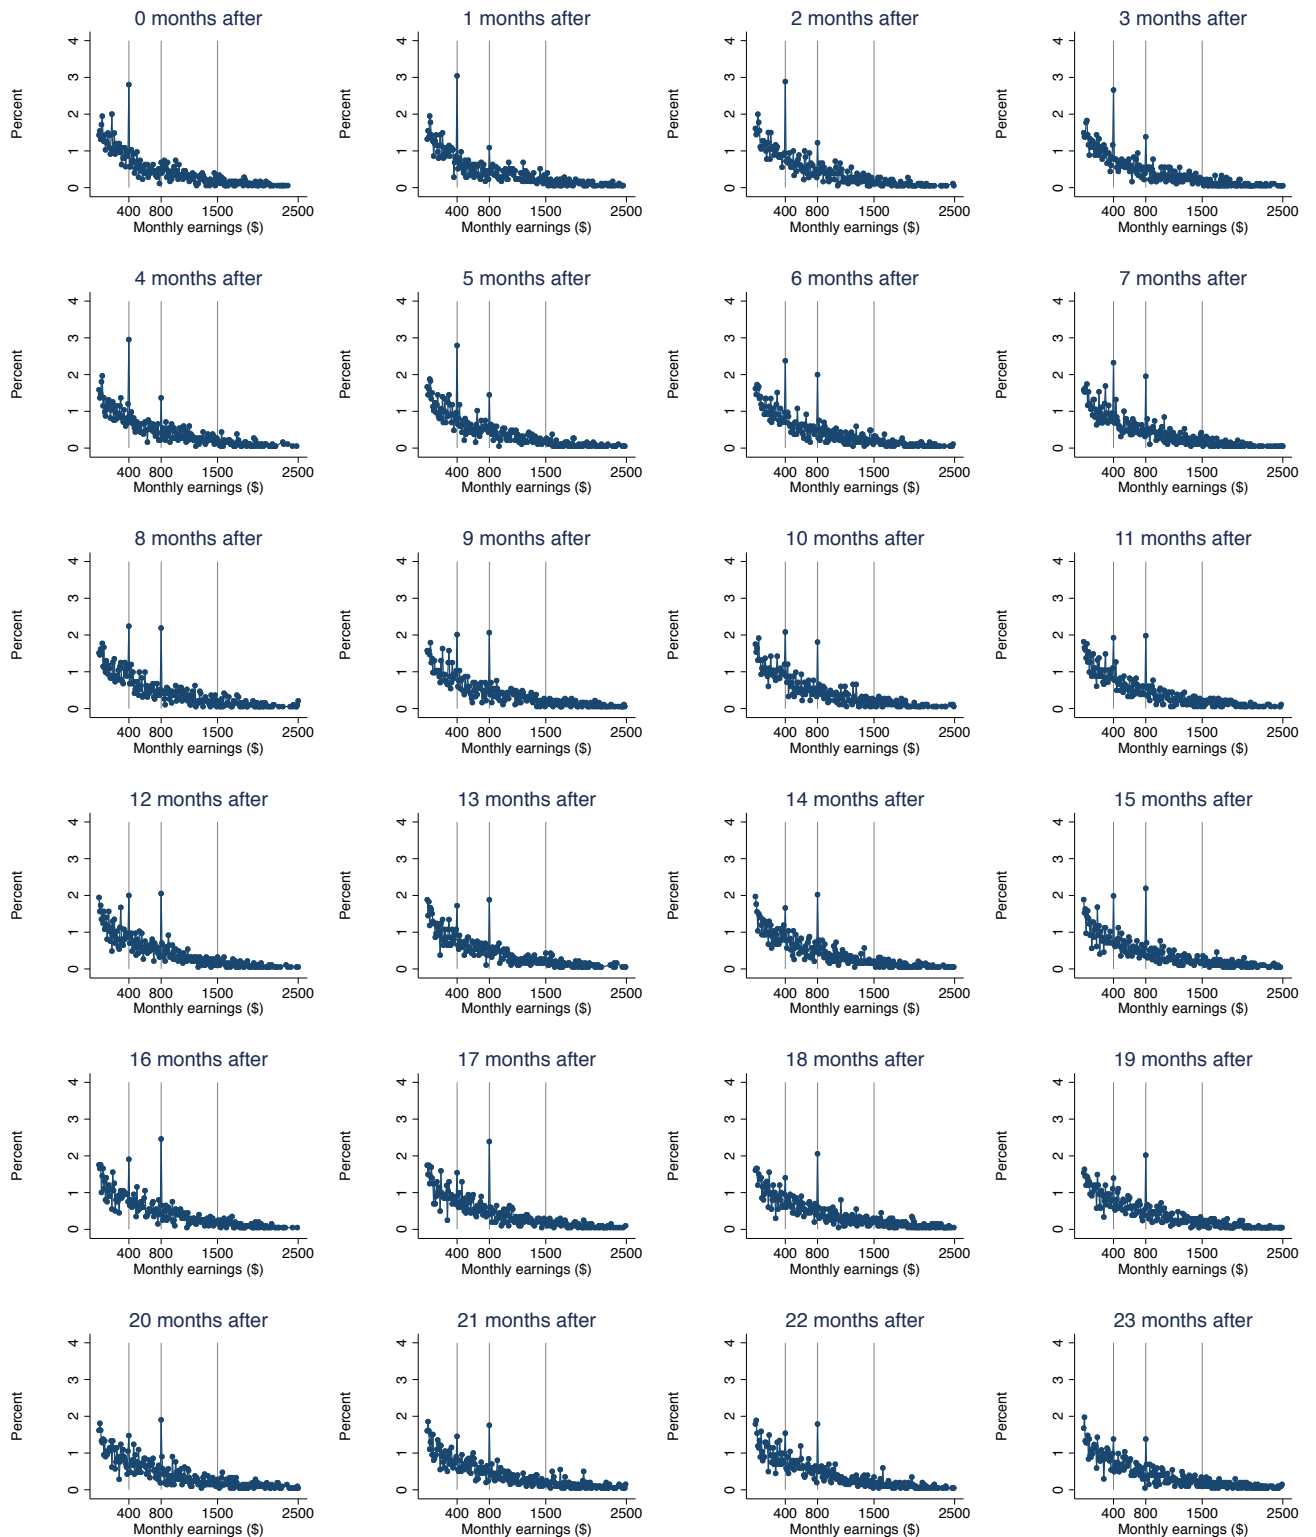 0 months after
1 months after
2 months after
3 months after
Percent
0 1 2 3 4
Percent
0 1 2 3 4
Percent
0 1 2 3 4
Percent
0 1 2 3 4
400 800 1500 2500
400 800 1500 2500
400 800 1500 2500
400 800 1500 2500
Monthly earnings ($)
Monthly earnings ($)
Monthly earnings ($)
Monthly earnings ($)
4 months after
5 months after
6 months after
7 months after
Percent
0 1 2 3 4
Percent
0 1 2 3 4
Percent
0 1 2 3 4
Percent
0 1 2 3 4
400 800 1500 2500
400 800 1500 2500
400 800 1500 2500
400 800 1500 2500
Monthly earnings ($)
Monthly earnings ($)
Monthly earnings ($)
Monthly earnings ($)
8 months after
9 months after
10 months after
11 months after
Percent
0 1 2 3 4
Percent
0 1 2 3 4
Percent
0 1 2 3 4
Percent
0 1 2 3 4
400 800 1500 2500
400 800 1500 2500
400 800 1500 2500
400 800 1500 2500
Monthly earnings ($)
Monthly earnings ($)
Monthly earnings ($)
Monthly earnings ($)
12 months after
13 months after
14 months after
15 months after
Percent
0 1 2 3 4
Percent
0 1 2 3 4
Percent
0 1 2 3 4
Percent
0 1 2 3 4
400 800 1500 2500
400 800 1500 2500
400 800 1500 2500
400 800 1500 2500
Monthly earnings ($)
Monthly earnings ($)
Monthly earnings ($)
Monthly earnings ($)
16 months after
17 months after
18 months after
19 months after
Percent
0 1 2 3 4
Percent
0 1 2 3 4
Percent
0 1 2 3 4
Percent
0 1 2 3 4
400 800 1500 2500
400 800 1500 2500
400 800 1500 2500
400 800 1500 2500
Monthly earnings ($)
Monthly earnings ($)
Monthly earnings ($)
Monthly earnings ($)
20 months after
21 months after
22 months after
23 months after
Percent
0 1 2 3 4
Percent
0 1 2 3 4
Percent
0 1 2 3 4
Percent
0 1 2 3 4
400 800 1500 2500
400 800 1500 2500
400 800 1500 2500
400 800 1500 2500
Monthly earnings ($)
Monthly earnings ($)
Monthly earnings ($)
Monthly earnings ($)